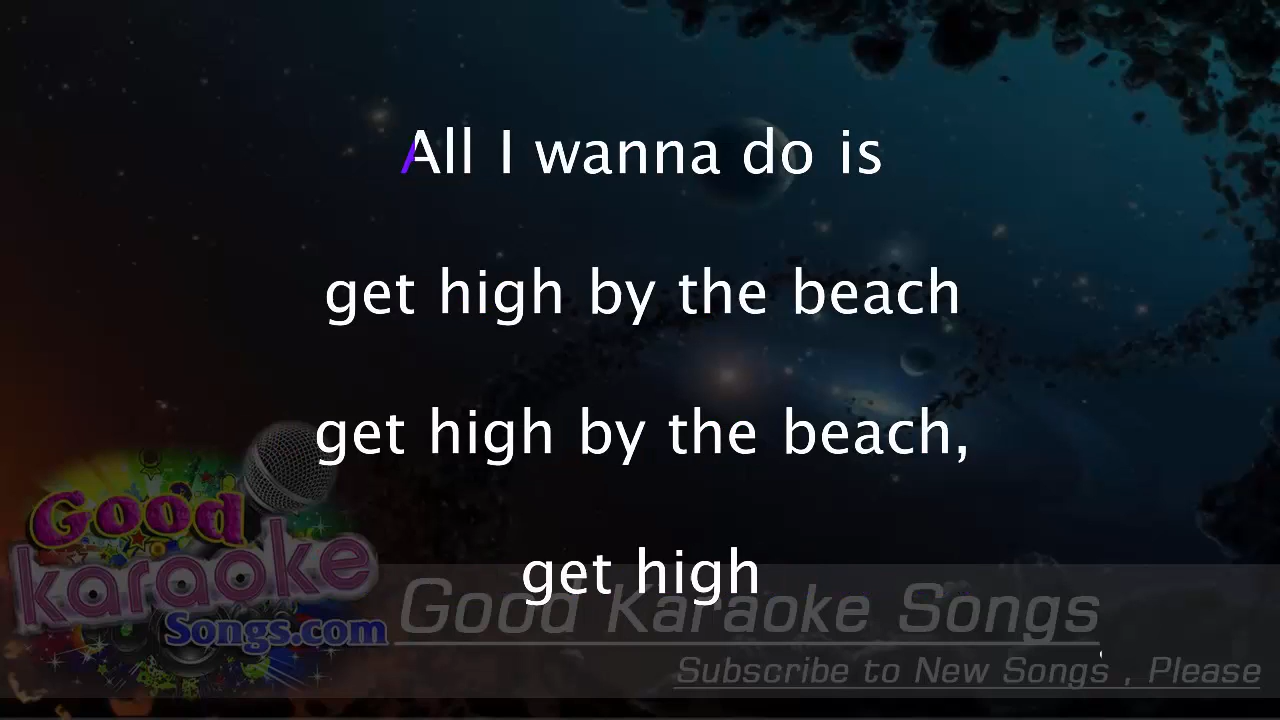 All I wanna do is
get high by the beach
get high by the beach,
get high
Good
karaoke
Songs.com
Good Karaoke Songs
Subscribe to New Songs , Please